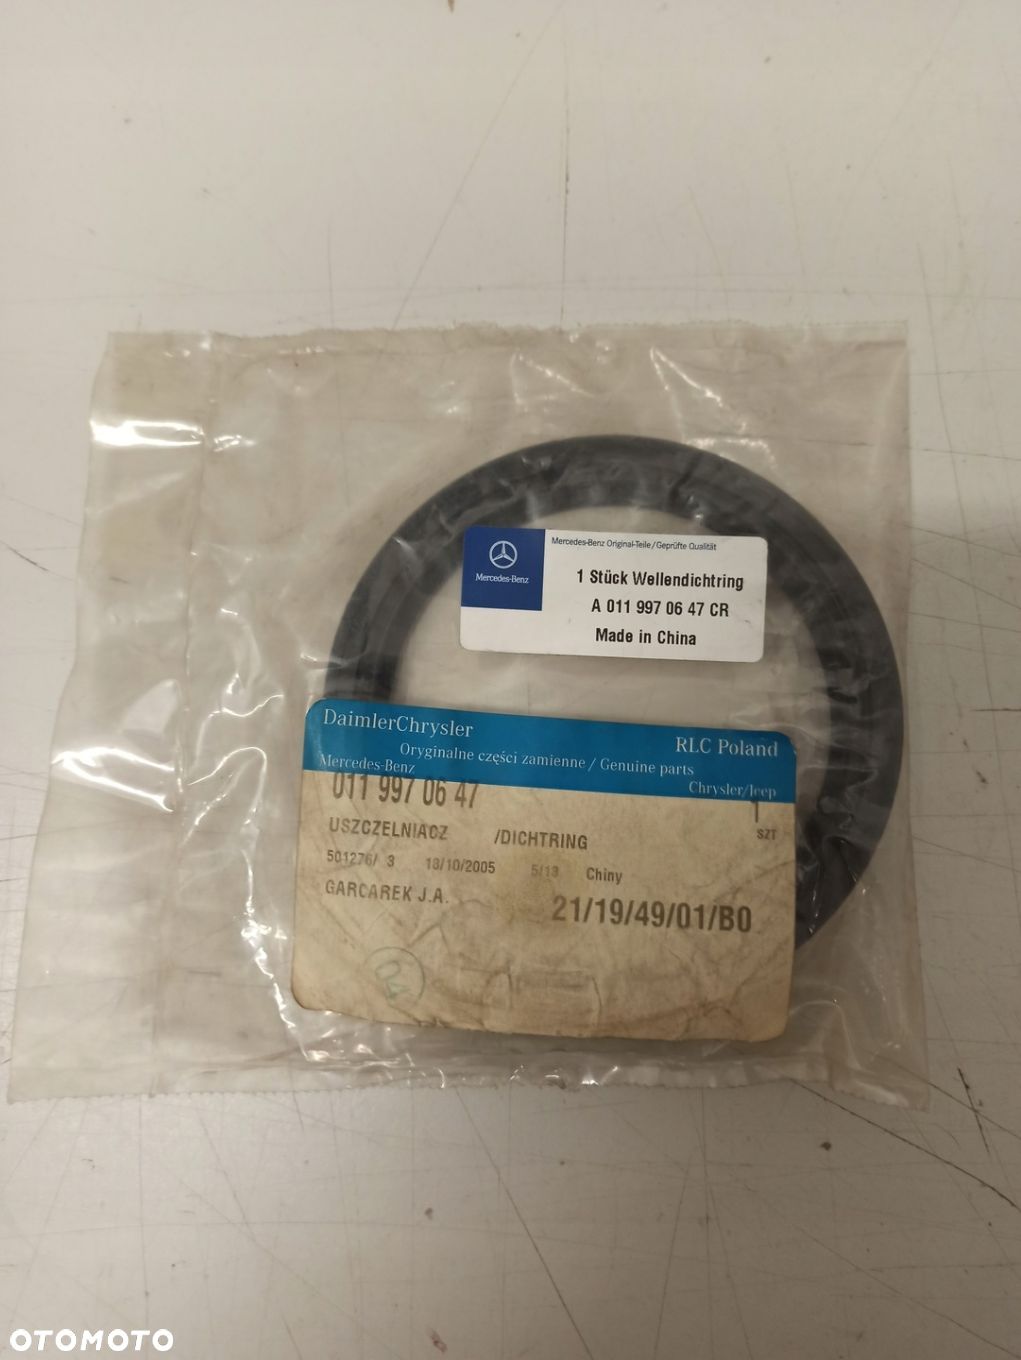 Mercedes-Benz
Mercedes-Benz Original-Teile / Geprüfte Qualität
1 Stück Wellendichtring
A 011 997 06 47 CR
Made in China
DaimlerChrysler
RLC Poland
Oryginalne części zamienne / Genuine parts
Mercedes-Benz
Chrysler/Jeep
011 997 06 47
1
SZT
USZCZELNIACZ /DICHTRING
501276/ 3 13/10/2005 5/13 Chiny
GARCAREK J.A.
21/19/49/01/B0
04
OTOMOTO